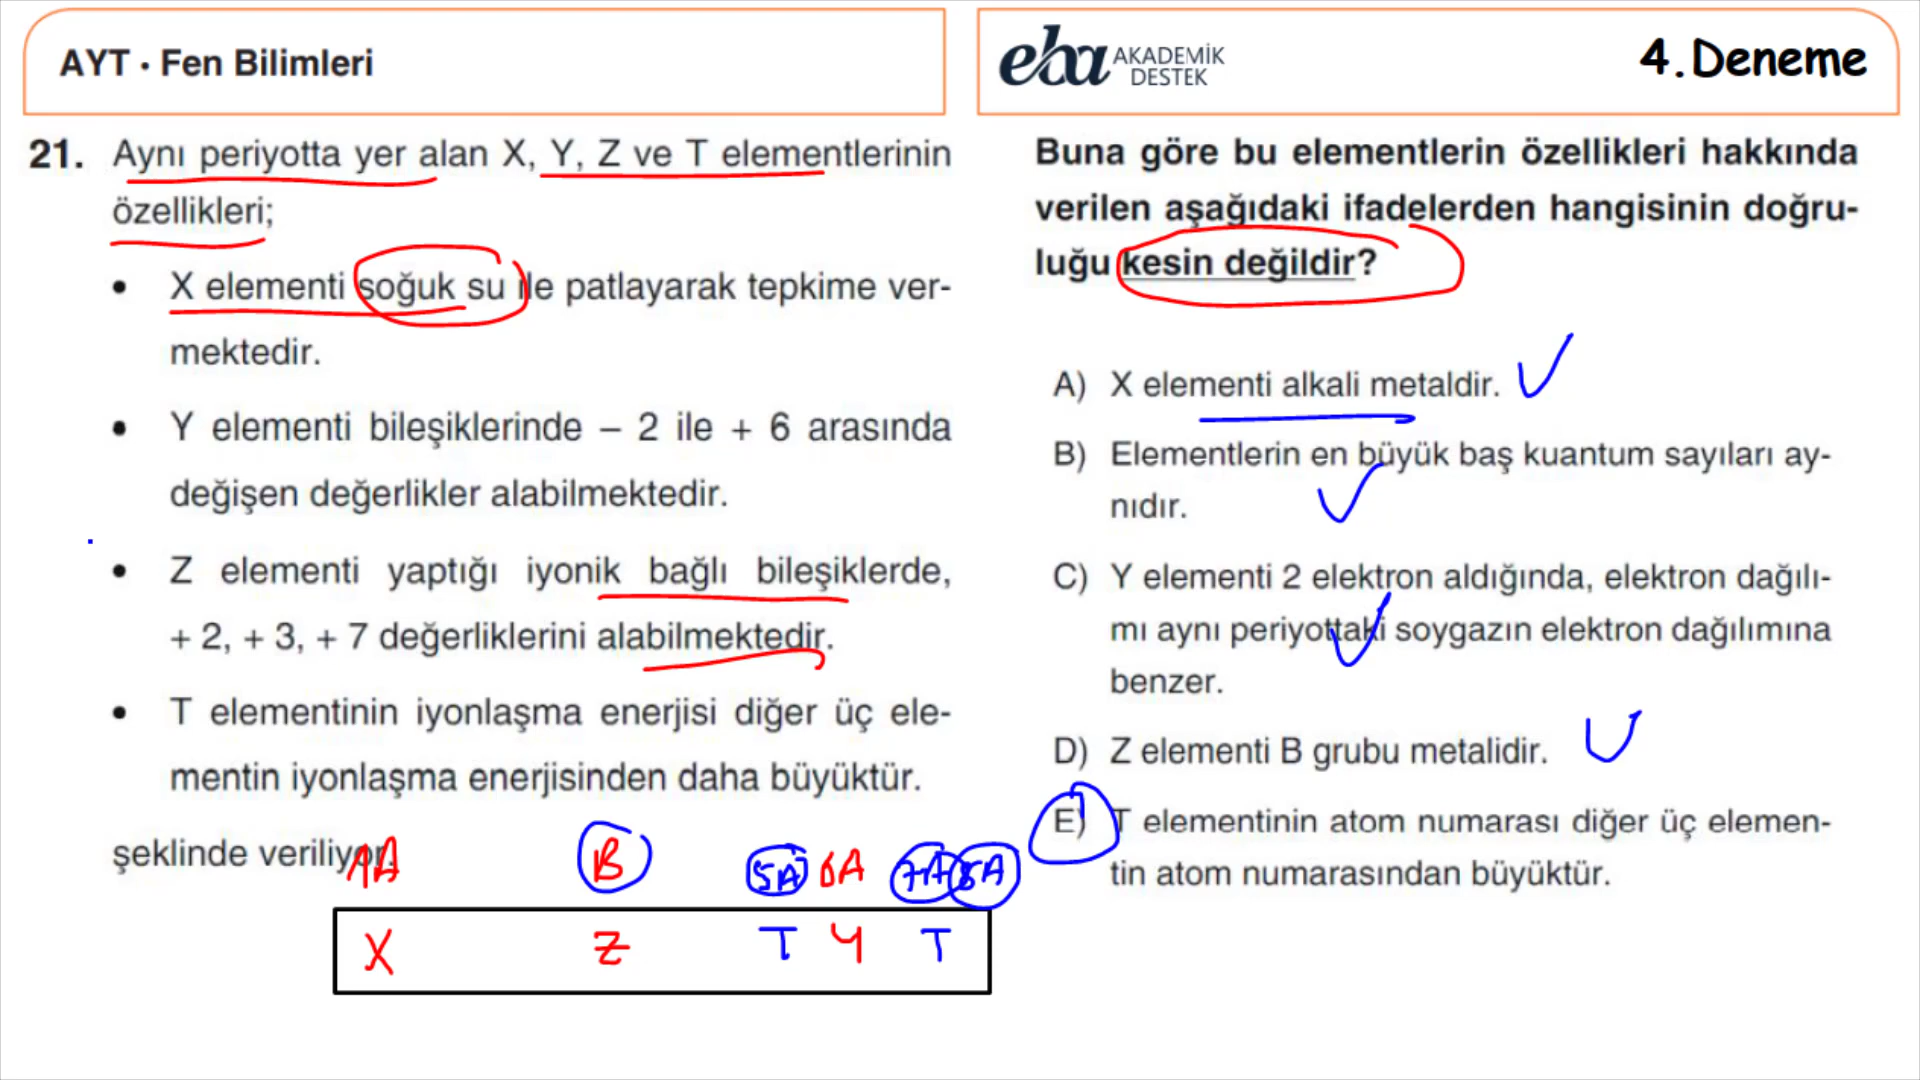 AYT • Fen Bilimleri
eba AKADEMİK
DESTEK
4.Deneme
21. Aynı periyotta yer alan X, Y, Z ve T elementlerinin
özellikleri;
• X elementi soğuk su ile patlayarak tepkime ver-
mektedir.
• Y elementi bileşiklerinde – 2 ile + 6 arasında
değişen değerlikler alabilmektedir.
• Z elementi yaptığı iyonik bağlı bileşiklerde,
+ 2, + 3, + 7 değerliklerini alabilmektedir.
• T elementinin iyonlaşma enerjisi diğer üç ele-
mentin iyonlaşma enerjisinden daha büyüktür.
şeklinde veriliyor.
1A B 5A 6A 7A 8A
X Z T Y T
Buna göre bu elementlerin özellikleri hakkında
verilen aşağıdaki ifadelerden hangisinin doğru-
luğu kesin değildir?
A) X elementi alkali metaldir.
B) Elementlerin en büyük baş kuantum sayıları ay-
nıdır.
C) Y elementi 2 elektron aldığında, elektron dağılı-
mı aynı periyottaki soygazın elektron dağılımına
benzer.
D) Z elementi B grubu metalidir.
E) T elementinin atom numarası diğer üç elemen-
tin atom numarasından büyüktür.